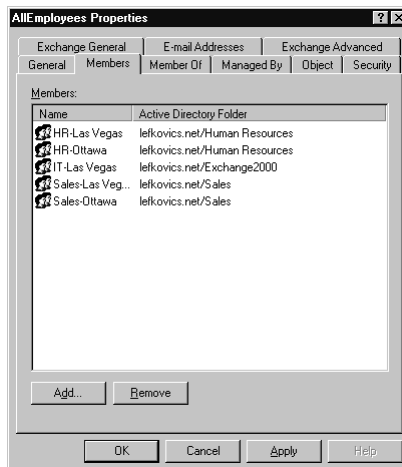 AllEmployees Properties
Exchange General E-mail Addresses Exchange Advanced
General Members Member Of Managed By Object Security
Members:
Name Active Directory Folder
HR-Las Vegas lefkovics.net/Human Resources
HR-Ottawa lefkovics.net/Human Resources
IT-Las Vegas lefkovics.net/Exchange2000
Sales-Las Veg... lefkovics.net/Sales
Sales-Ottawa lefkovics.net/Sales
Add... Remove
OK Cancel Apply Help